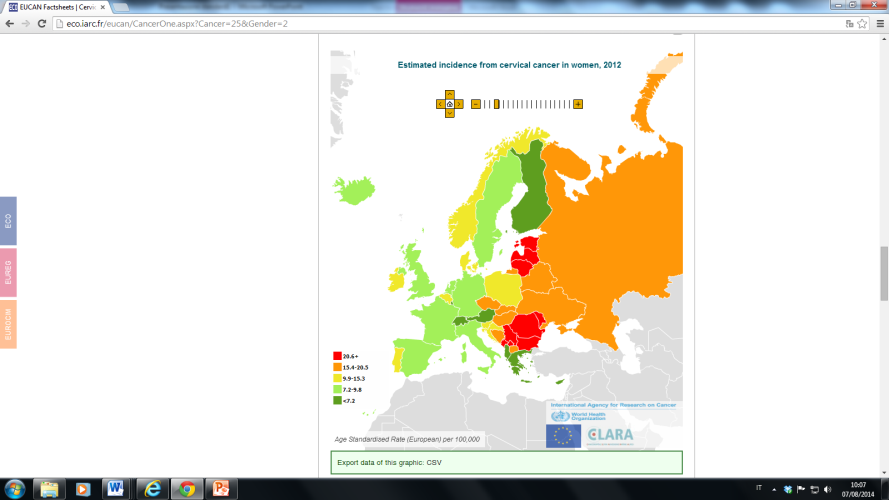 EUCAN Factsheets | Cervic
eco.iarc.fr/eucan/CancerOne.aspx?Cancer=25&Gender=2
Estimated incidence from cervical cancer in women, 2012
ECO
EUREG
EUROCIM
20.6+
15.4-20.5
9.9-15.3
7.2-9.8
<7.2
International Agency for Research on Cancer
World Health
Organization
CLARA
Age Standardised Rate (European) per 100,000
Export data of this graphic: CSV
IT
10:07
07/08/2014